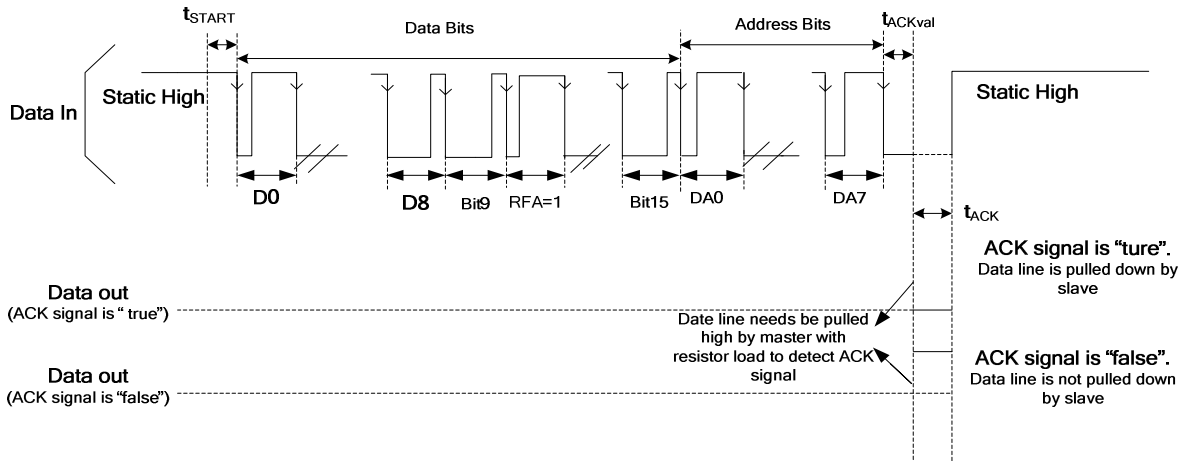 tSTART
Data Bits
Address Bits
tACKval
Data In
Static High
Static High
D0
D8
Bit9
RFA=1
Bit15
DA0
DA7
tACK
ACK signal is “ture”.
Data line is pulled down by
slave
Data out
(ACK signal is “ true”)
Date line needs be pulled
high by master with
resistor load to detect ACK
signal
ACK signal is “false”.
Data line is not pulled down
by slave
Data out
(ACK signal is “false”)